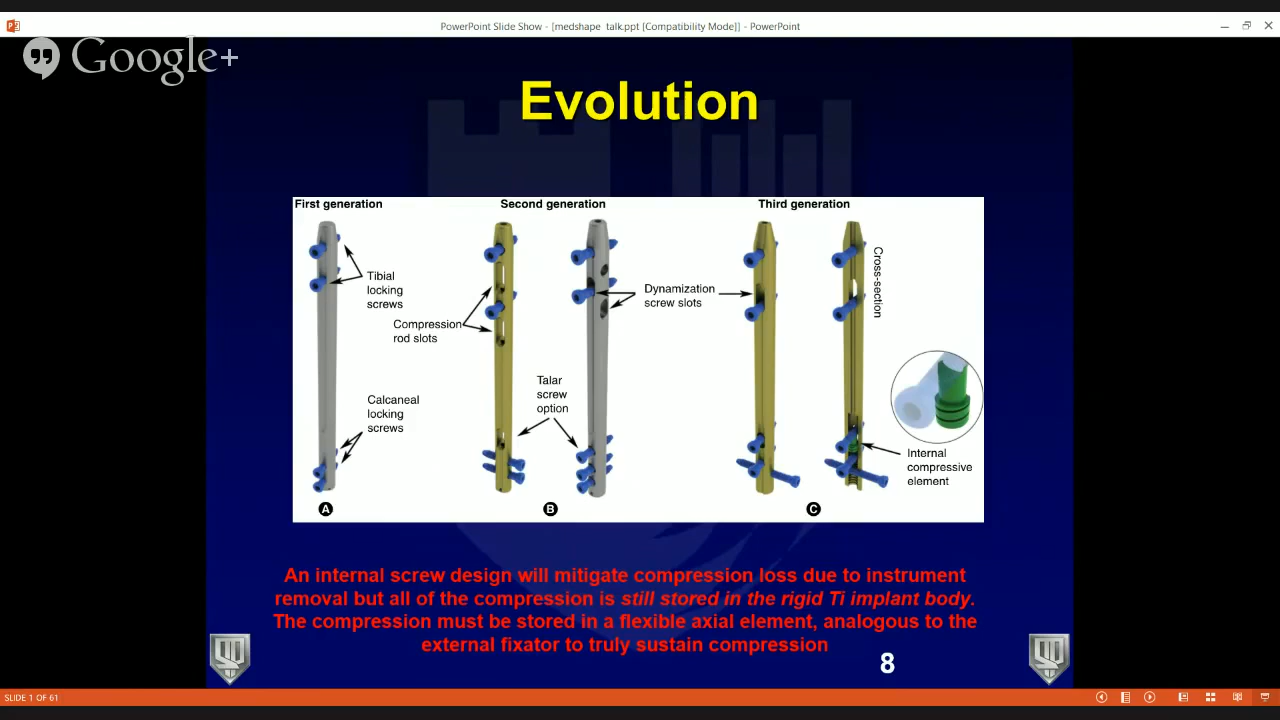 PowerPoint Slide Show - [medshape_talk.ppt [Compatibility Mode]] - PowerPoint
Google+
Evolution
First generation
Second generation
Third generation
Tibial
locking
screws
Compression
rod slots
Calcaneal
locking
screws
Talar
screw
option
Dynamization
screw slots
Cross-section
Internal
compressive
element
A
B
C
An internal screw design will mitigate compression loss due to instrument
removal but all of the compression is still stored in the rigid Ti implant body.
The compression must be stored in a flexible axial element, analogous to the
external fixator to truly sustain compression
8
SLIDE 1 OF 61